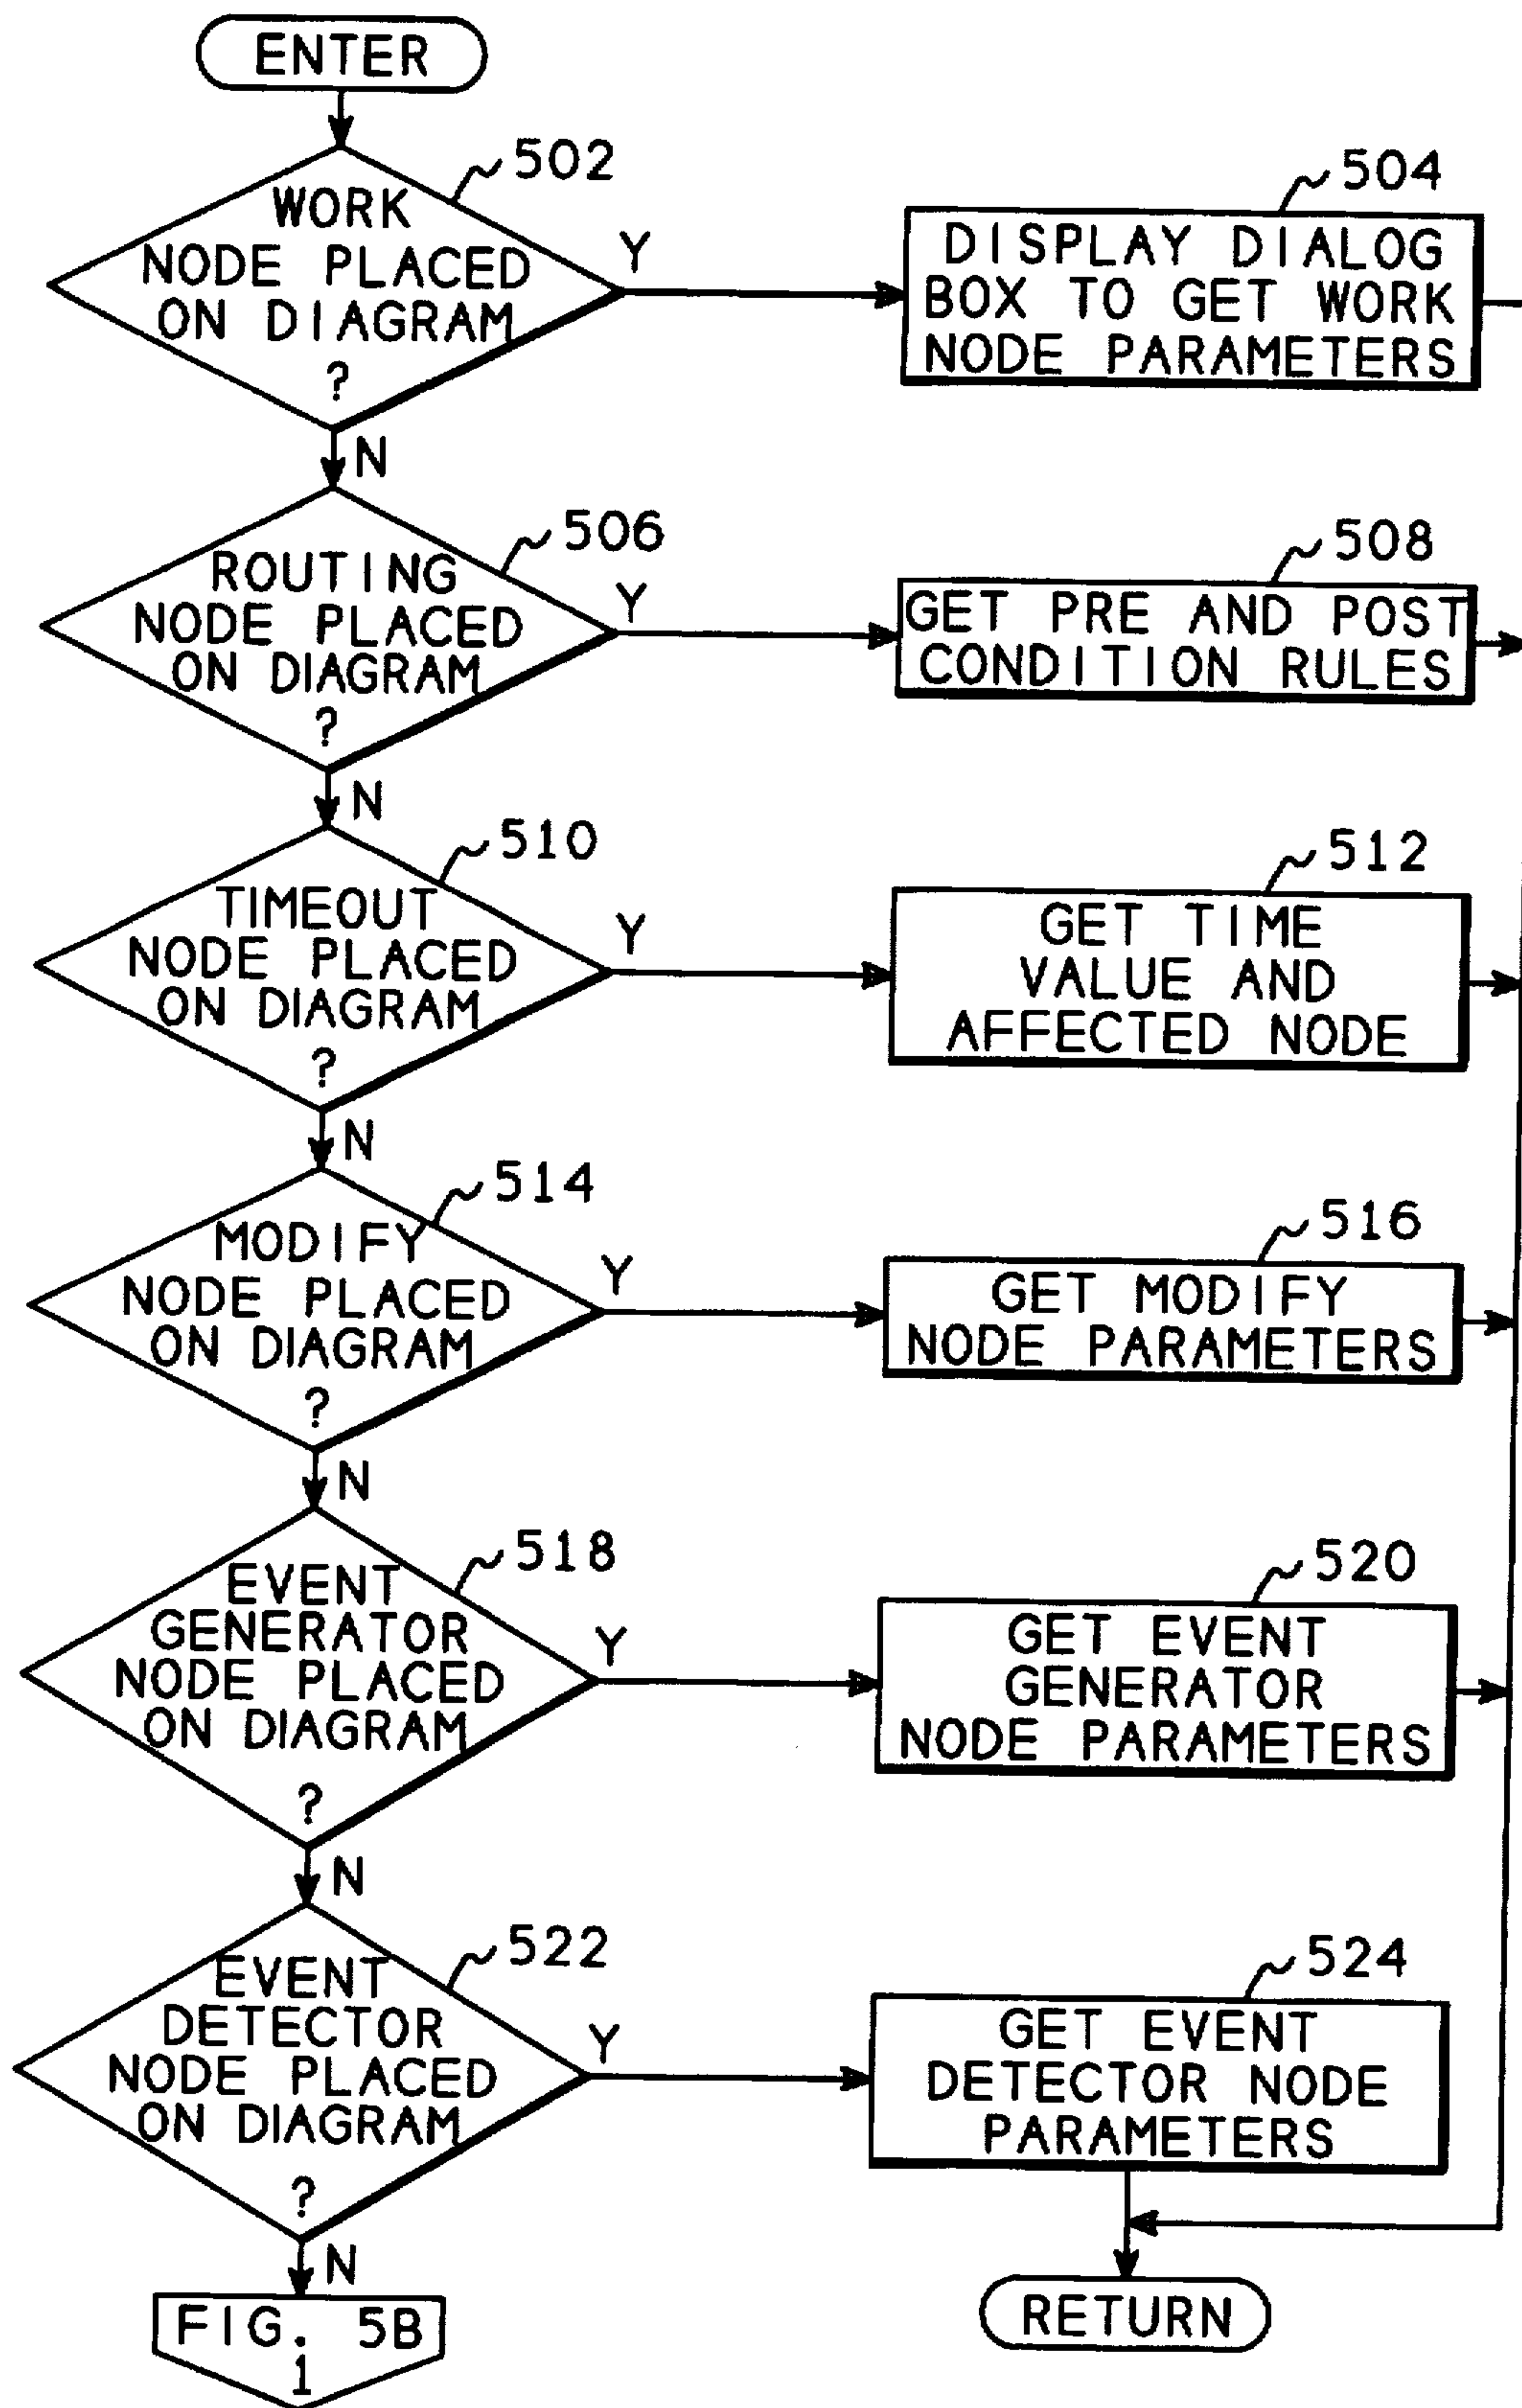 ENTER
502
WORK
NODE PLACED
ON DIAGRAM
?
Y
N
504
DISPLAY DIALOG
BOX TO GET WORK
NODE PARAMETERS
506
ROUTING
NODE PLACED
ON DIAGRAM
?
Y
N
508
GET PRE AND POST
CONDITION RULES
510
TIMEOUT
NODE PLACED
ON DIAGRAM
?
Y
N
512
GET TIME
VALUE AND
AFFECTED NODE
514
MODIFY
NODE PLACED
ON DIAGRAM
?
Y
N
516
GET MODIFY
NODE PARAMETERS
518
EVENT
GENERATOR
NODE PLACED
ON DIAGRAM
?
Y
N
520
GET EVENT
GENERATOR
NODE PARAMETERS
522
EVENT
DETECTOR
NODE PLACED
ON DIAGRAM
?
Y
N
524
GET EVENT
DETECTOR NODE
PARAMETERS
FIG. 5B
1
RETURN